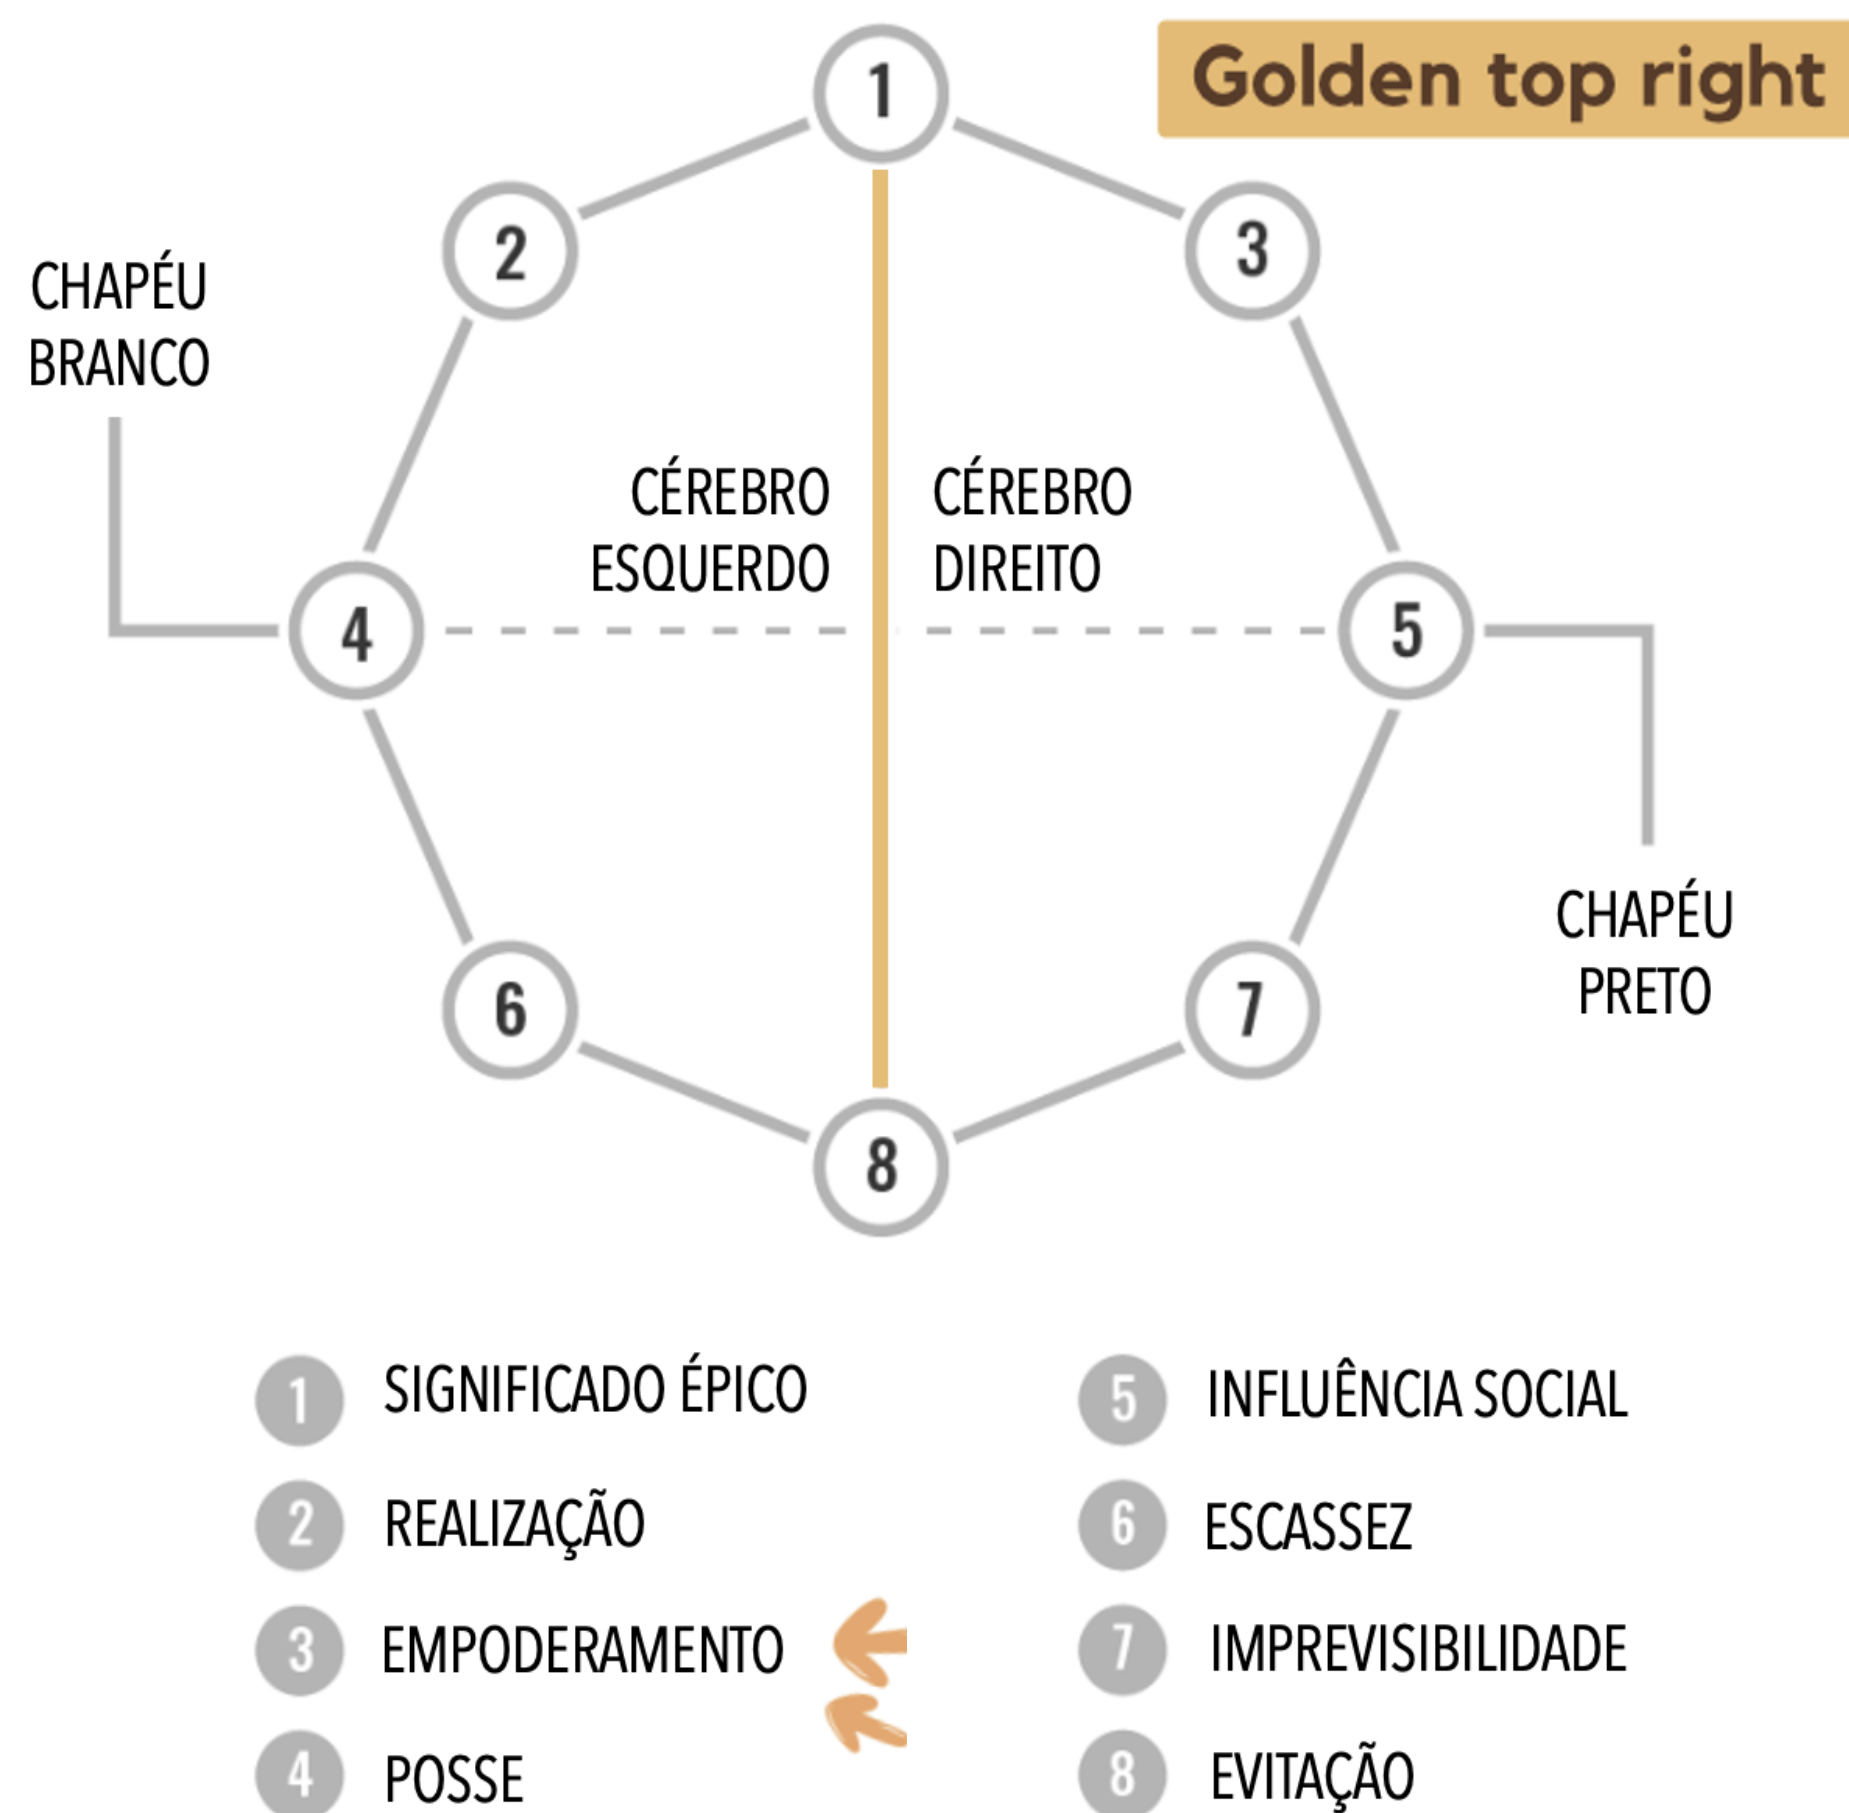 1
Golden top right
2
3
CHAPÉU
BRANCO
CÉREBRO
ESQUERDO
CÉREBRO
DIREITO
4
5
CHAPÉU
PRETO
6
7
8
1 SIGNIFICADO ÉPICO
2 REALIZAÇÃO
3 EMPODERAMENTO
4 POSSE
5 INFLUÊNCIA SOCIAL
6 ESCASSEZ
7 IMPREVISIBILIDADE
8 EVITAÇÃO